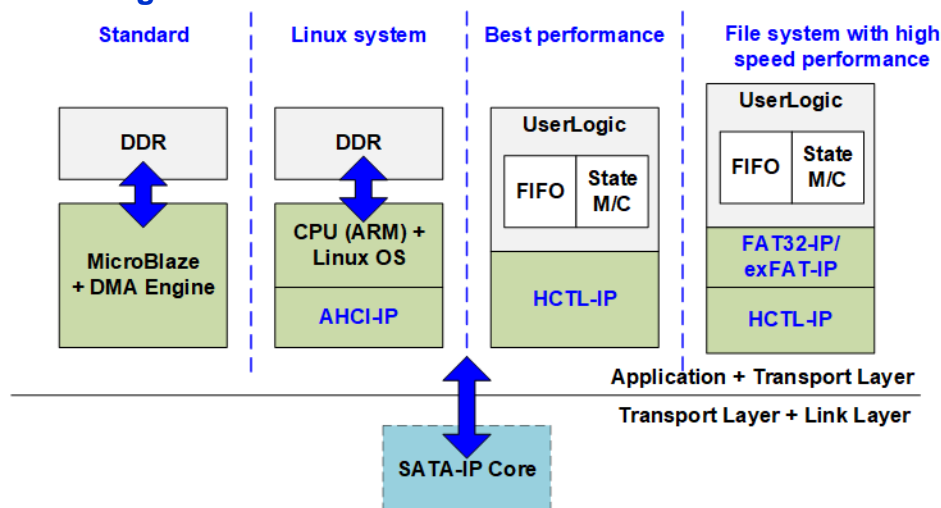 Standard
Linux system
Best performance
File system with high
speed performance
DDR
MicroBlaze
+ DMA Engine
DDR
CPU (ARM) +
Linux OS
AHCI-IP
UserLogic
FIFO
State
M/C
HCTL-IP
UserLogic
FIFO
State
M/C
FAT32-IP/
exFAT-IP
HCTL-IP
Application + Transport Layer
Transport Layer + Link Layer
SATA-IP Core